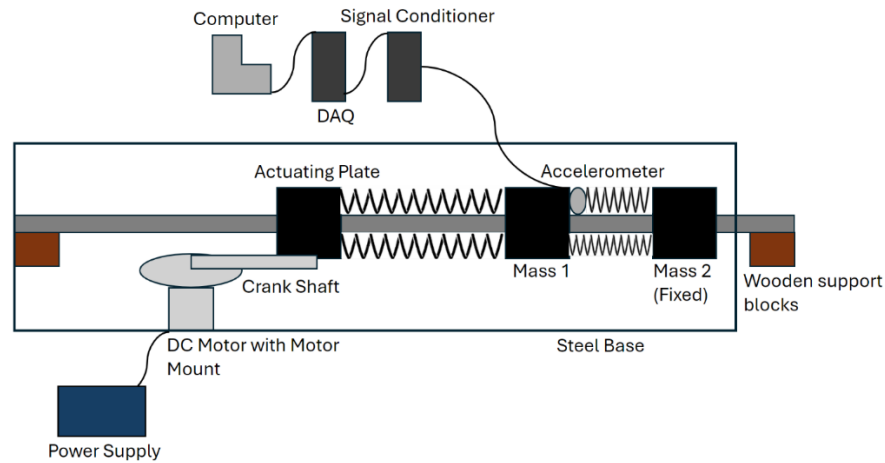 Computer
Signal Conditioner
DAQ
Actuating Plate
Accelerometer
Crank Shaft
Mass 1
Mass 2
(Fixed)
Wooden support
blocks
DC Motor with Motor
Mount
Steel Base
Power Supply